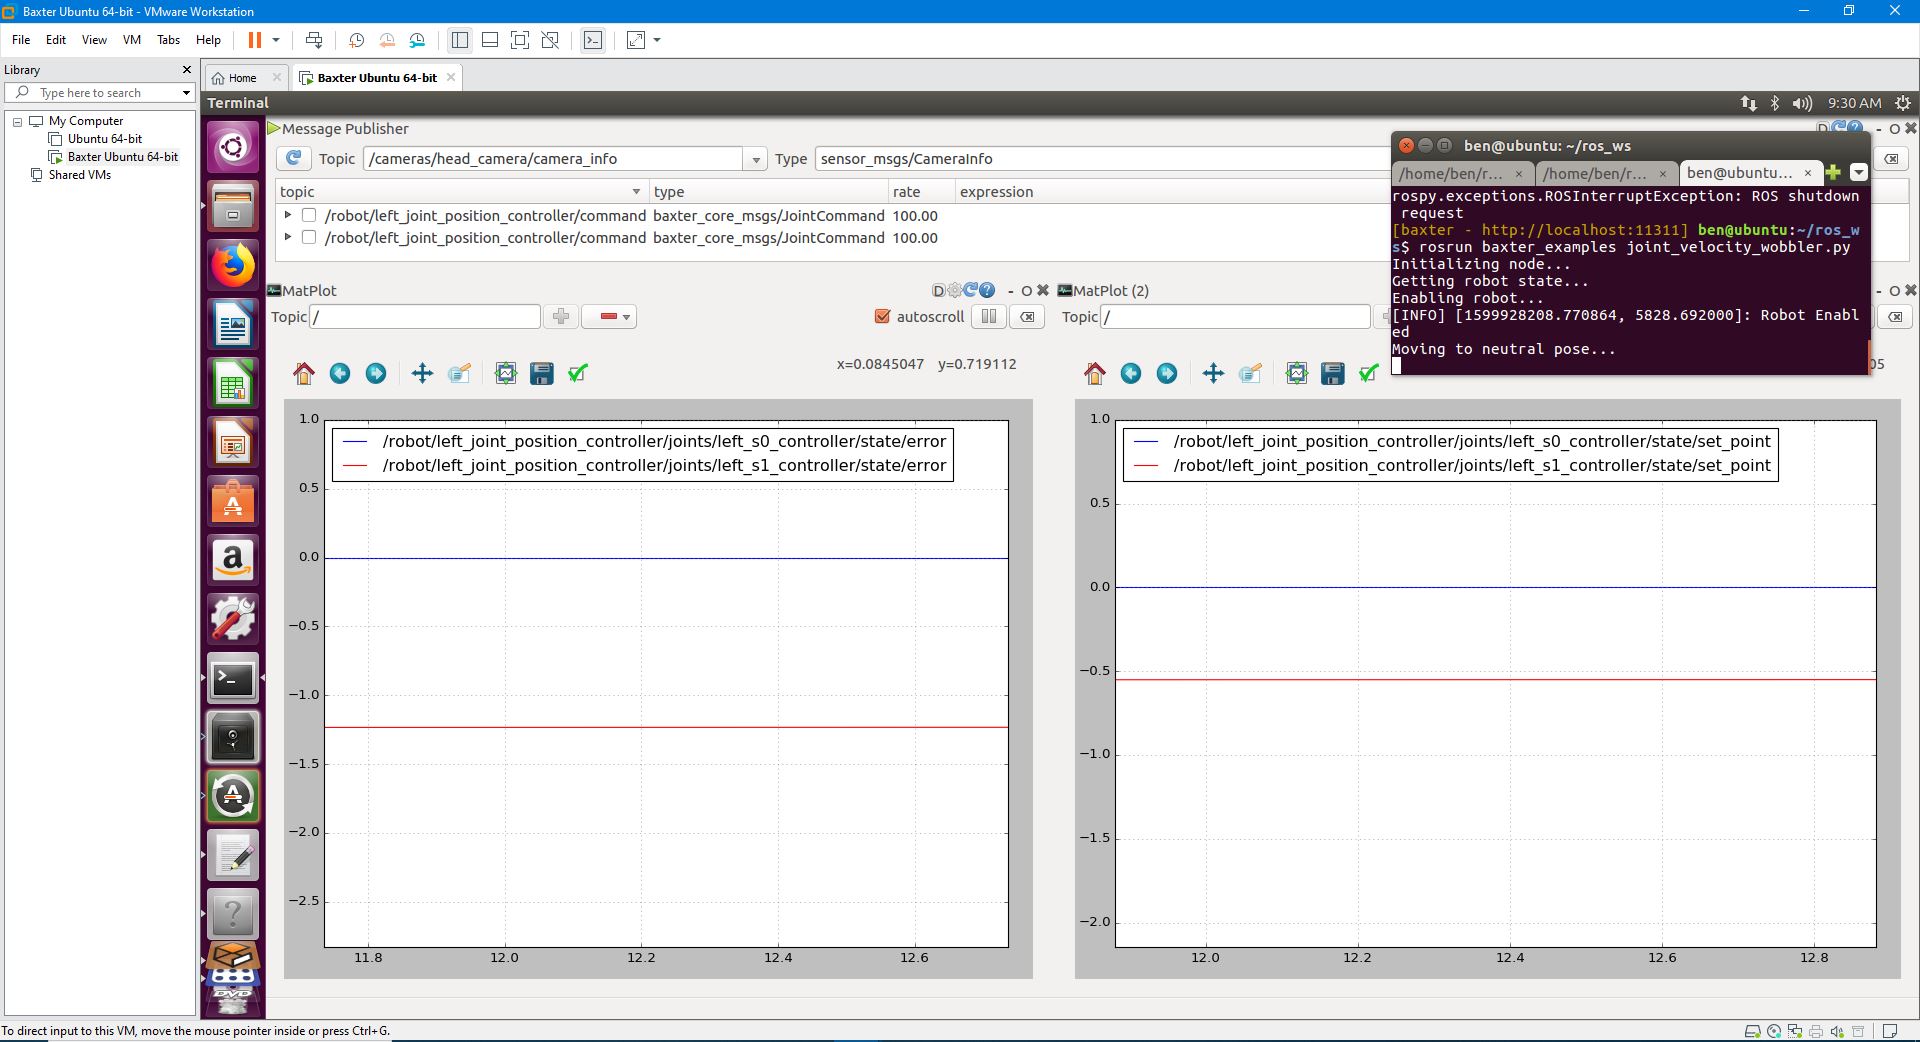 Baxter Ubuntu 64-bit - VMware Workstation
File Edit View VM Tabs Help
Library
Type here to search
My Computer
Ubuntu 64-bit
Baxter Ubuntu 64-bit
Shared VMs
Home
Baxter Ubuntu 64-bit
Terminal
9:30 AM
Message Publisher
Topic /cameras/head_camera/camera_info Type sensor_msgs/CameraInfo
topic type rate expression
/robot/left_joint_position_controller/command baxter_core_msgs/JointCommand 100.00
/robot/left_joint_position_controller/command baxter_core_msgs/JointCommand 100.00
ben@ubuntu: ~/ros_ws
/home/ben/r... × /home/ben/r... × ben@ubuntu... ×
rospy.exceptions.ROSInterruptException: ROS shutdown
request
[baxter - http://localhost:11311] ben@ubuntu:~/ros_w
s$ rosrun baxter_examples joint_velocity_wobbler.py
Initializing node...
Getting robot state...
Enabling robot...
[INFO] [1599928208.770864, 5828.692000]: Robot Enabl
ed
Moving to neutral pose...
MatPlot
D
Topic /
autoscroll
x=0.0845047 y=0.719112
/robot/left_joint_position_controller/joints/left_s0_controller/state/error
/robot/left_joint_position_controller/joints/left_s1_controller/state/error
1.0
0.5
0.0
−0.5
−1.0
−1.5
−2.0
−2.5
11.8 12.0 12.2 12.4 12.6
MatPlot (2)
Topic /
05
/robot/left_joint_position_controller/joints/left_s0_controller/state/set_point
/robot/left_joint_position_controller/joints/left_s1_controller/state/set_point
1.0
0.5
0.0
−0.5
−1.0
−1.5
−2.0
12.0 12.2 12.4 12.6 12.8
DVD
To direct input to this VM, move the mouse pointer inside or press Ctrl+G.